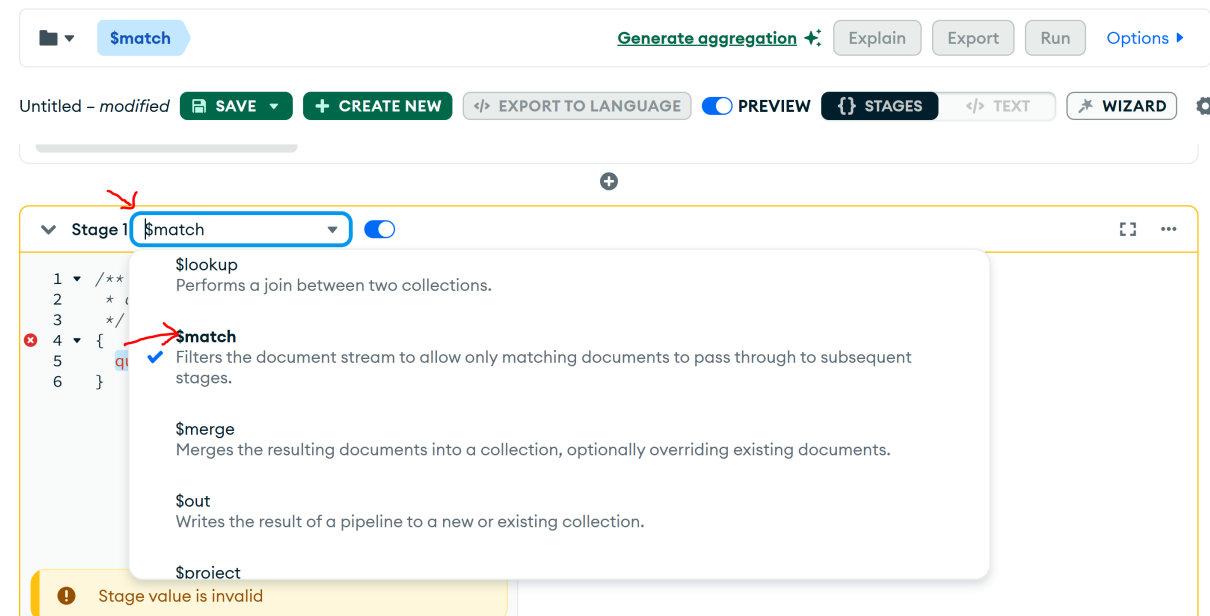 $match
Generate aggregation
Explain
Export
Run
Options
Untitled – modified
SAVE
CREATE NEW
</> EXPORT TO LANGUAGE
PREVIEW
{} STAGES
</> TEXT
WIZARD
Stage 1
$match
1 /**
2 *
3 */
4 {
5 qu
6 }
$lookup
Performs a join between two collections.
$match
Filters the document stream to allow only matching documents to pass through to subsequent
stages.
$merge
Merges the resulting documents into a collection, optionally overriding existing documents.
$out
Writes the result of a pipeline to a new or existing collection.
$project
Stage value is invalid